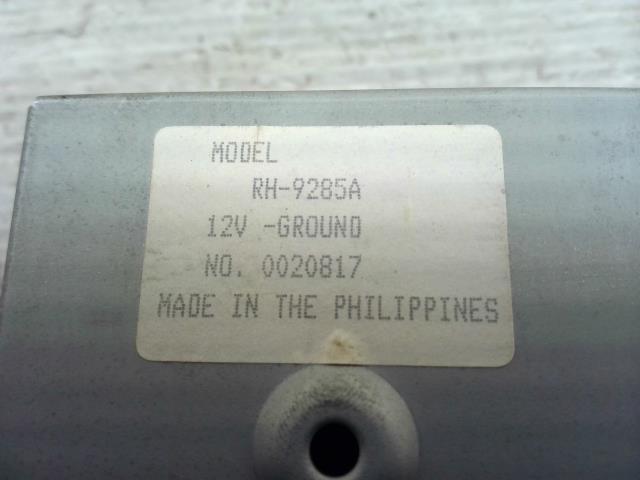 MODEL
RH-9285A
12V -GROUND
NO. 0020817
MADE IN THE PHILIPPINES